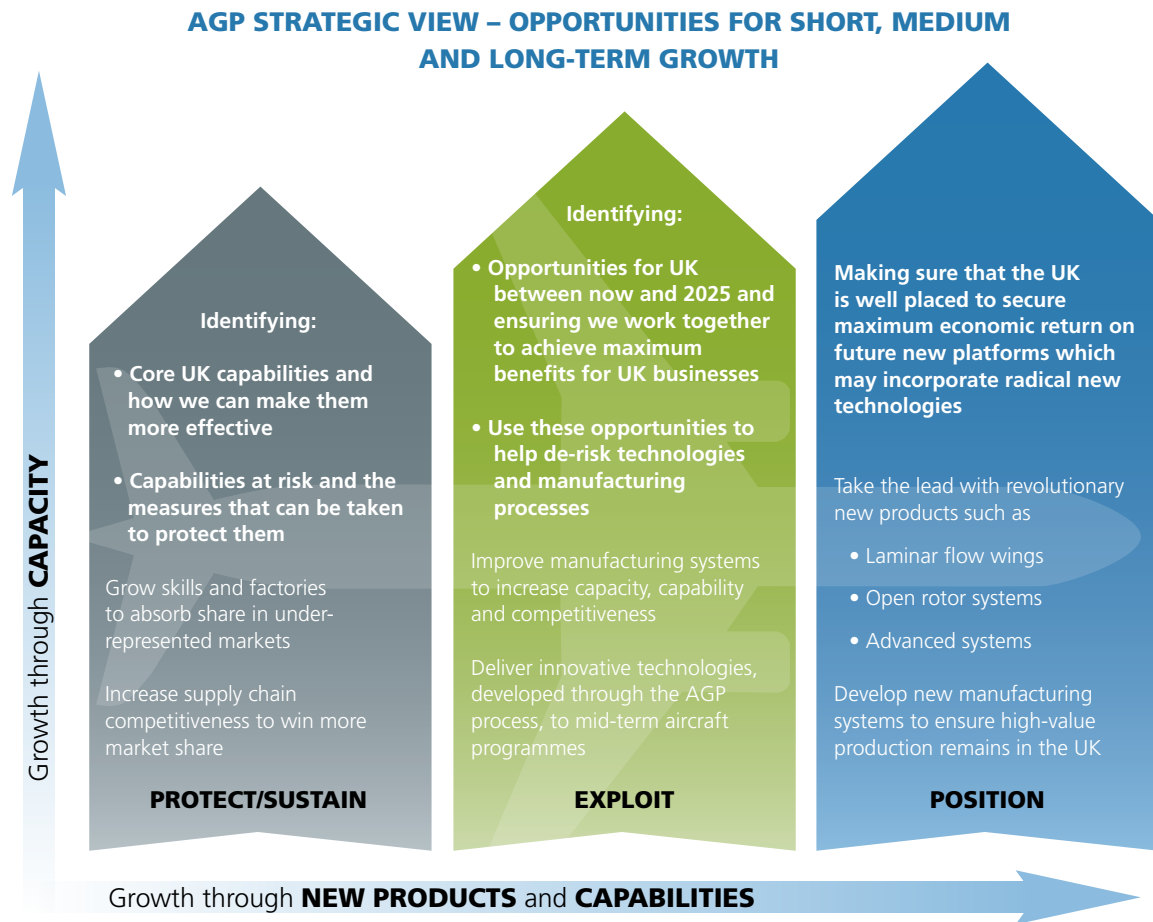 AGP STRATEGIC VIEW – OPPORTUNITIES FOR SHORT, MEDIUM
AND LONG-TERM GROWTH
Growth through CAPACITY
Identifying:
• Core UK capabilities and
how we can make them
more effective
• Capabilities at risk and the
measures that can be taken
to protect them
Grow skills and factories
to absorb share in under-
represented markets
Increase supply chain
competitiveness to win more
market share
PROTECT/SUSTAIN
Identifying:
• Opportunities for UK
between now and 2025 and
ensuring we work together
to achieve maximum
benefits for UK businesses
• Use these opportunities to
help de-risk technologies
and manufacturing
processes
Improve manufacturing systems
to increase capacity, capability
and competitiveness
Deliver innovative technologies,
developed through the AGP
process, to mid-term aircraft
programmes
EXPLOIT
Making sure that the UK
is well placed to secure
maximum economic return on
future new platforms which
may incorporate radical new
technologies
Take the lead with revolutionary
new products such as
• Laminar flow wings
• Open rotor systems
• Advanced systems
Develop new manufacturing
systems to ensure high-value
production remains in the UK
POSITION
Growth through NEW PRODUCTS and CAPABILITIES